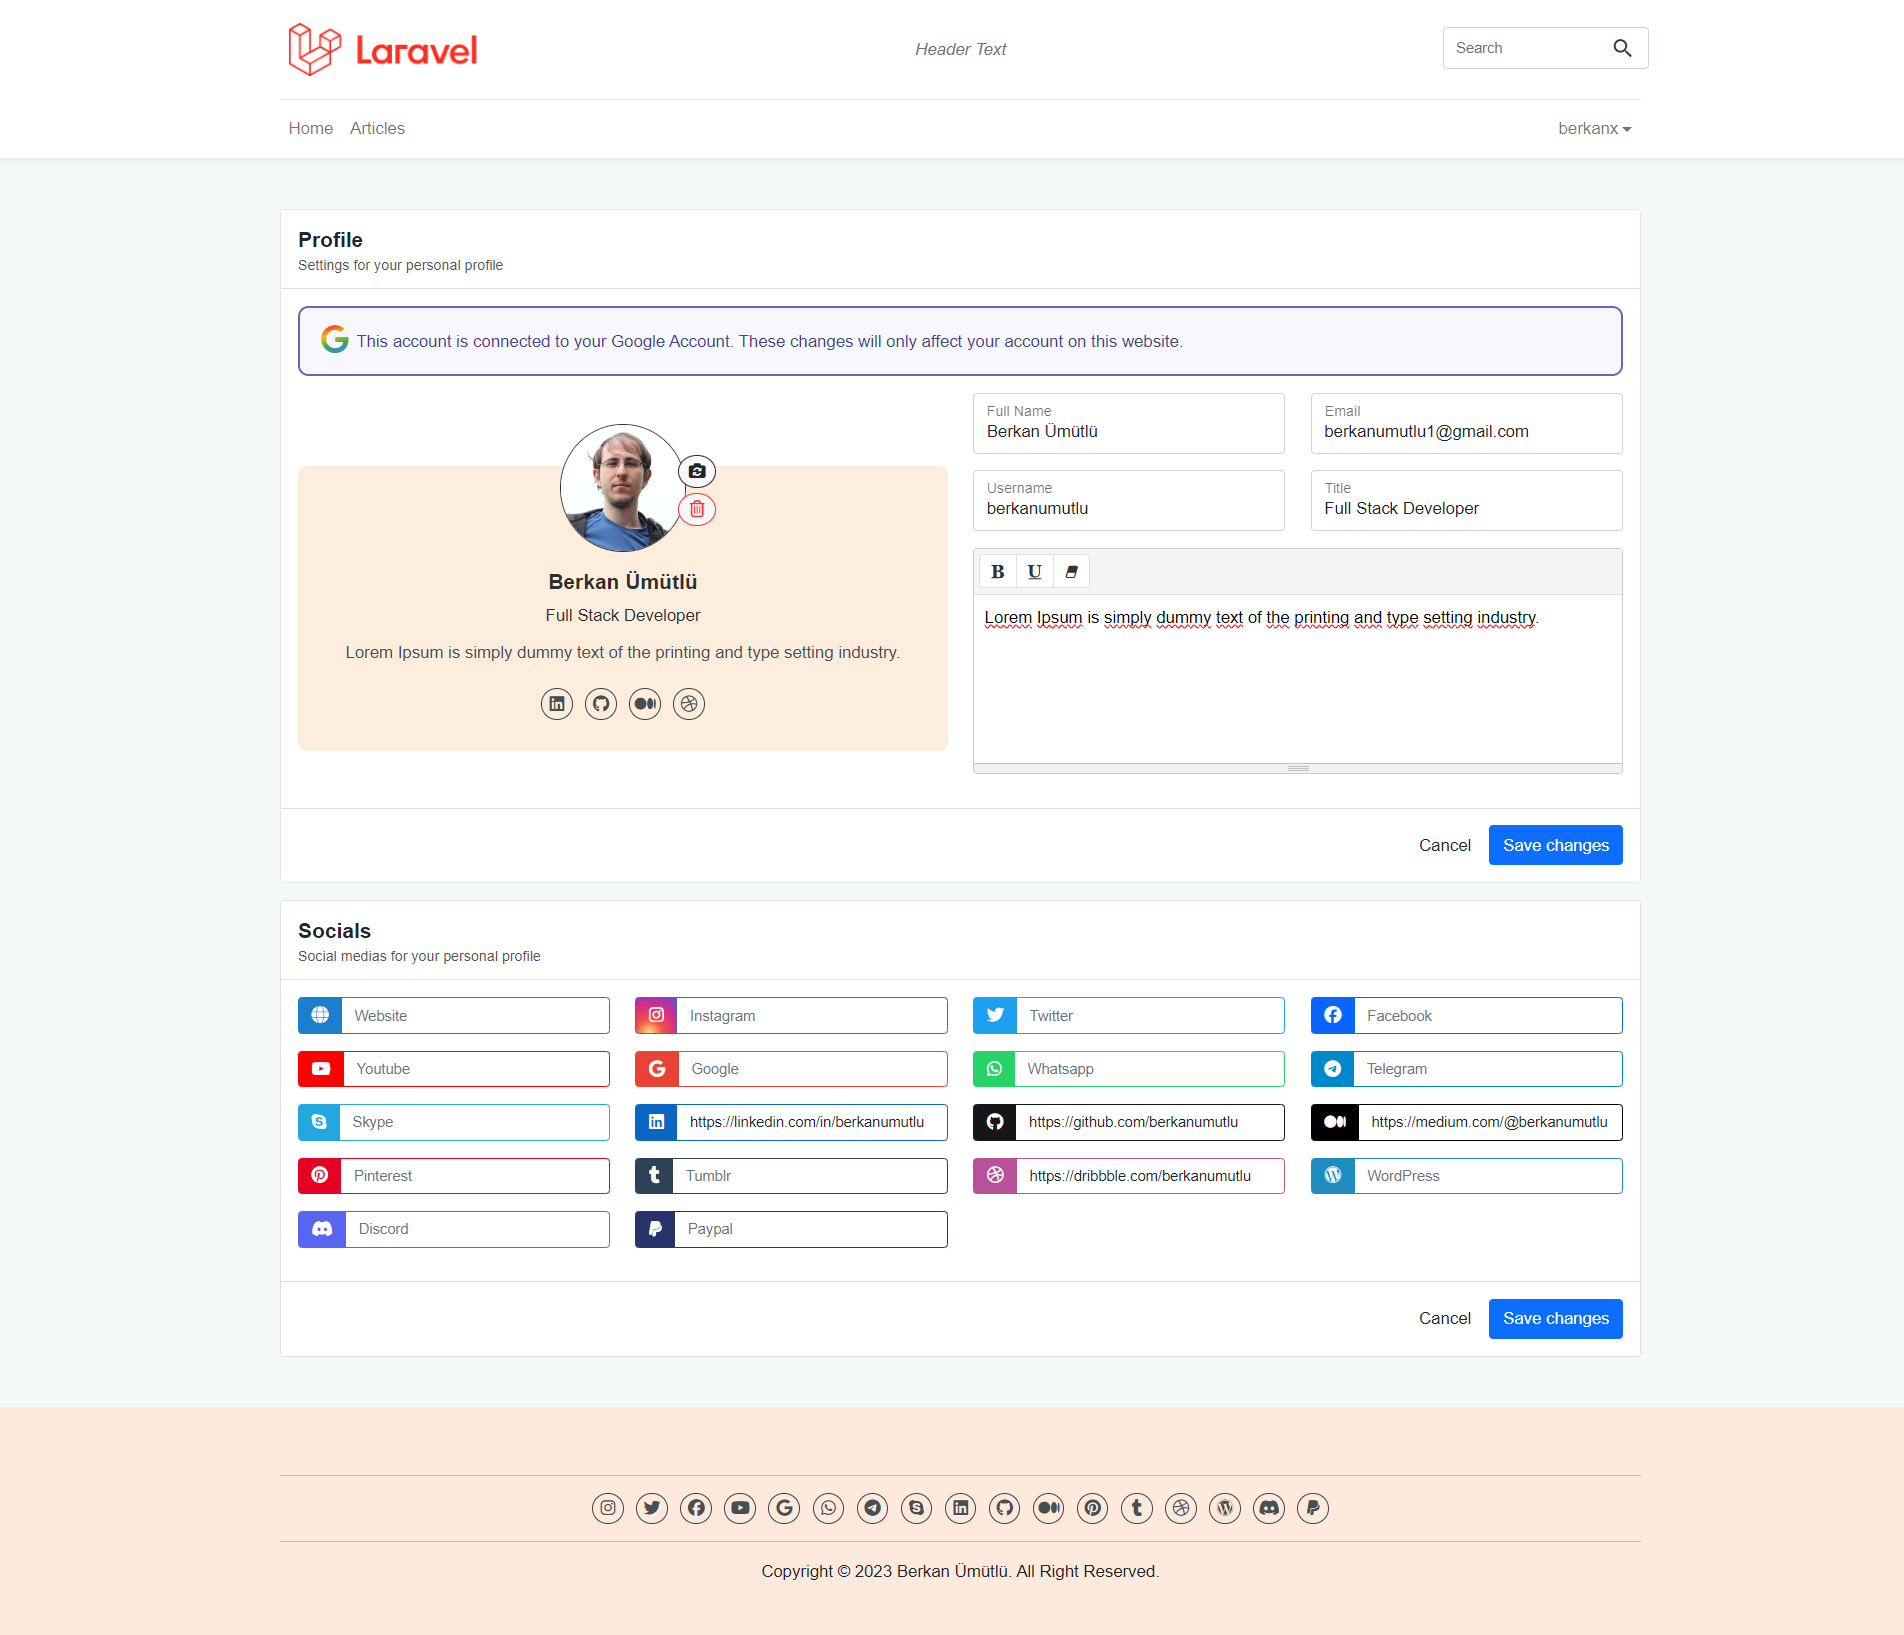 Laravel
Header Text
Search
Home Articles
berkanx
Profile
Settings for your personal profile
This account is connected to your Google Account. These changes will only affect your account on this website.
Berkan Ümütlü
Full Stack Developer
Lorem Ipsum is simply dummy text of the printing and type setting industry.
Full Name
Berkan Ümütlü
Email
berkanumutlu1@gmail.com
Username
berkanumutlu
Title
Full Stack Developer
B U
Lorem Ipsum is simply dummy text of the printing and type setting industry.
Cancel Save changes
Socials
Social medias for your personal profile
Website Instagram Twitter Facebook
Youtube Google Whatsapp Telegram
Skype https://linkedin.com/in/berkanumutlu https://github.com/berkanumutlu https://medium.com/@berkanumutlu
Pinterest Tumblr https://dribbble.com/berkanumutlu WordPress
Discord Paypal
Cancel Save changes
Copyright © 2023 Berkan Ümütlü. All Right Reserved.